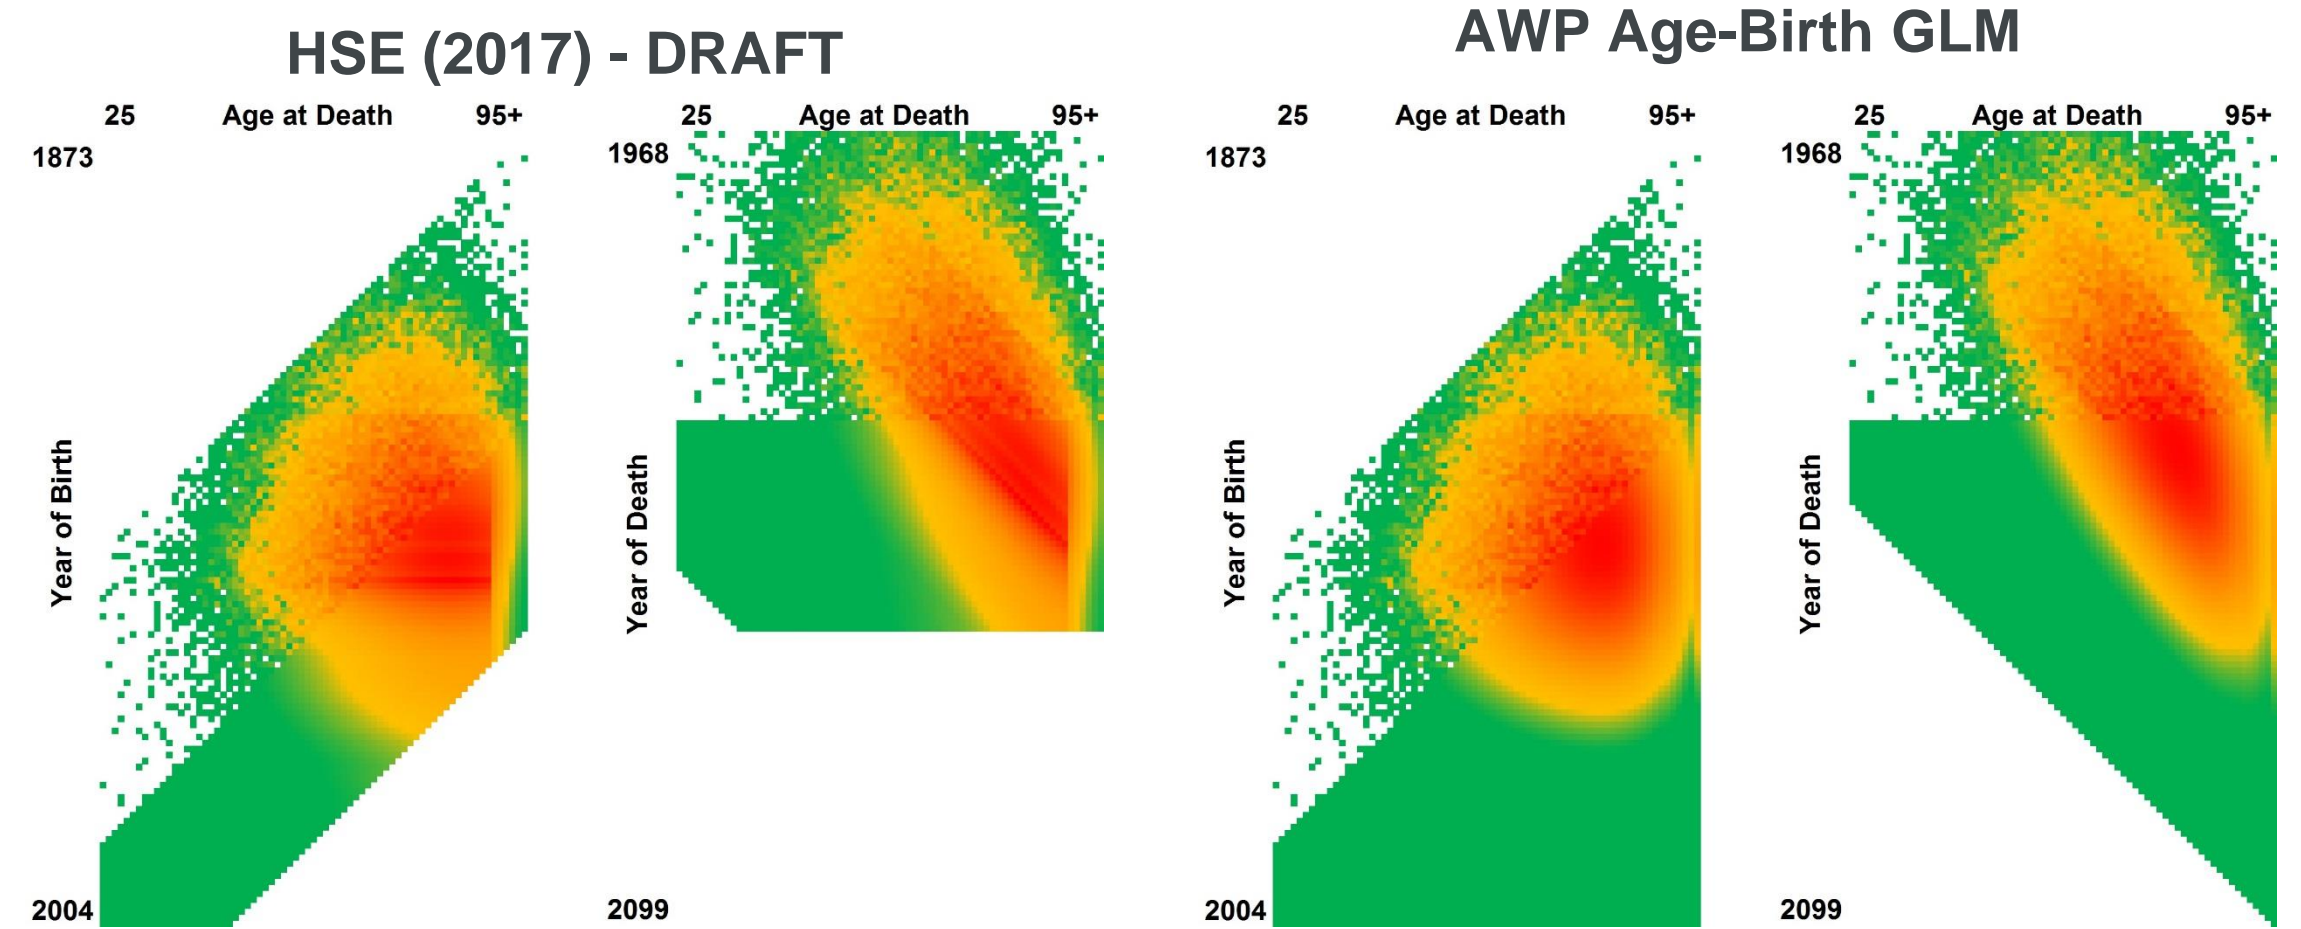 HSE (2017) - DRAFT
25 Age at Death 95+
1873
Year of Birth
2004
25 Age at Death 95+
1968
Year of Death
2099
AWP Age-Birth GLM
25 Age at Death 95+
1873
Year of Birth
2004
25 Age at Death 95+
1968
Year of Death
2099